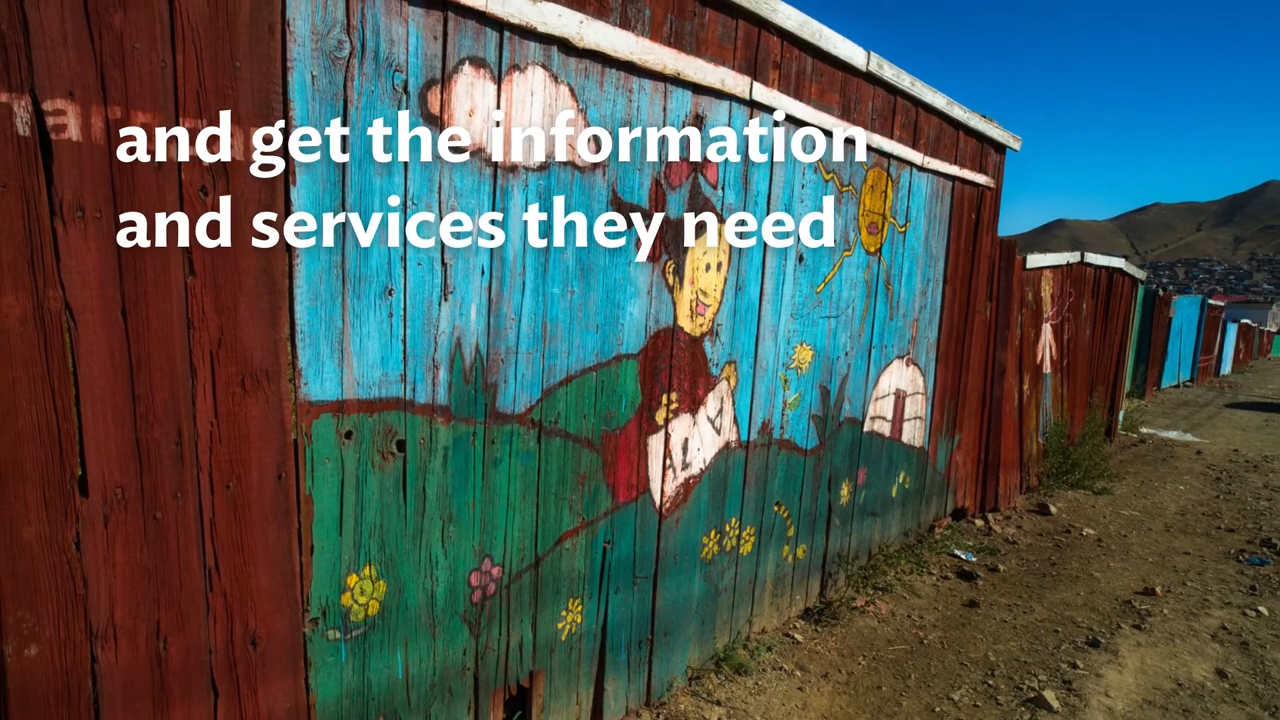 and get the information
and services they need
А